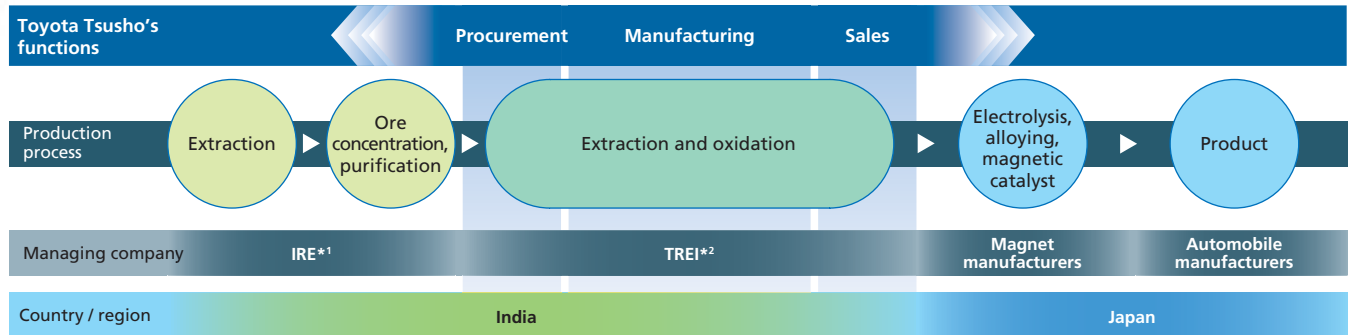 Toyota Tsusho's
functions
Procurement
Manufacturing
Sales
Production
process
Extraction
Ore
concentration,
purification
Extraction and oxidation
Electrolysis,
alloying,
magnetic
catalyst
Product
Managing company
IRE*1
TREI*2
Magnet
manufacturers
Automobile
manufacturers
Country / region
India
Japan